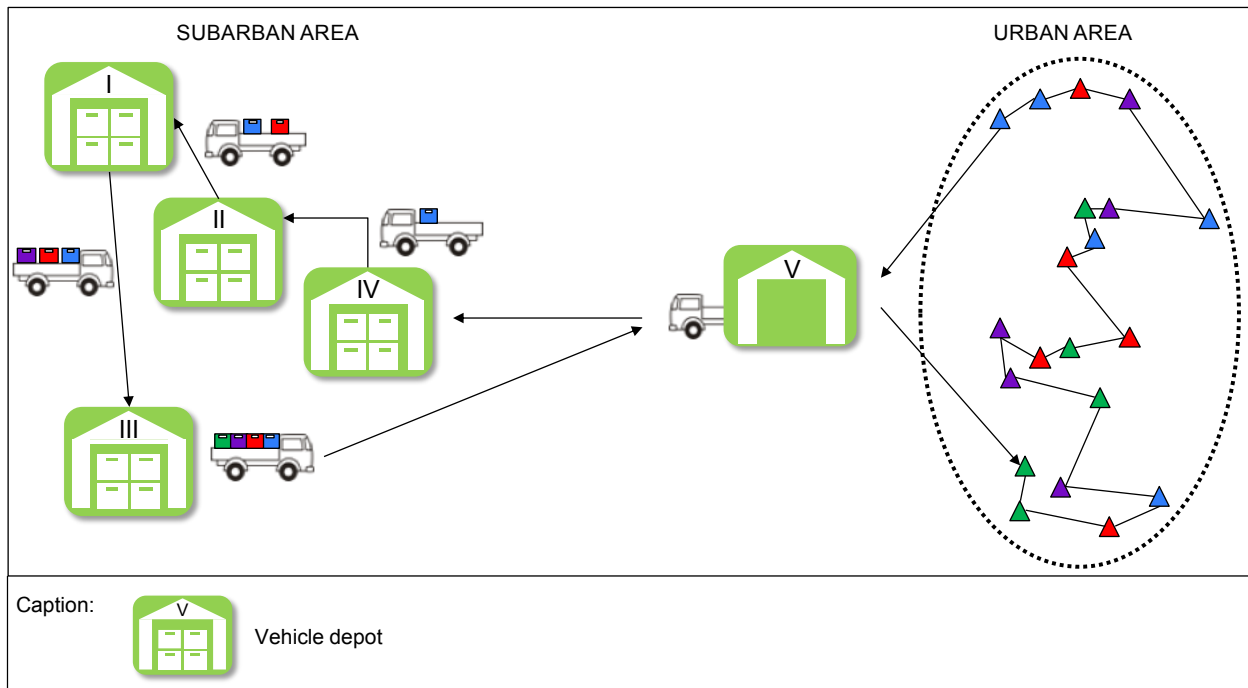 SUBARBAN AREA
URBAN AREA
I
II
IV
V
III
Caption:
V
Vehicle depot